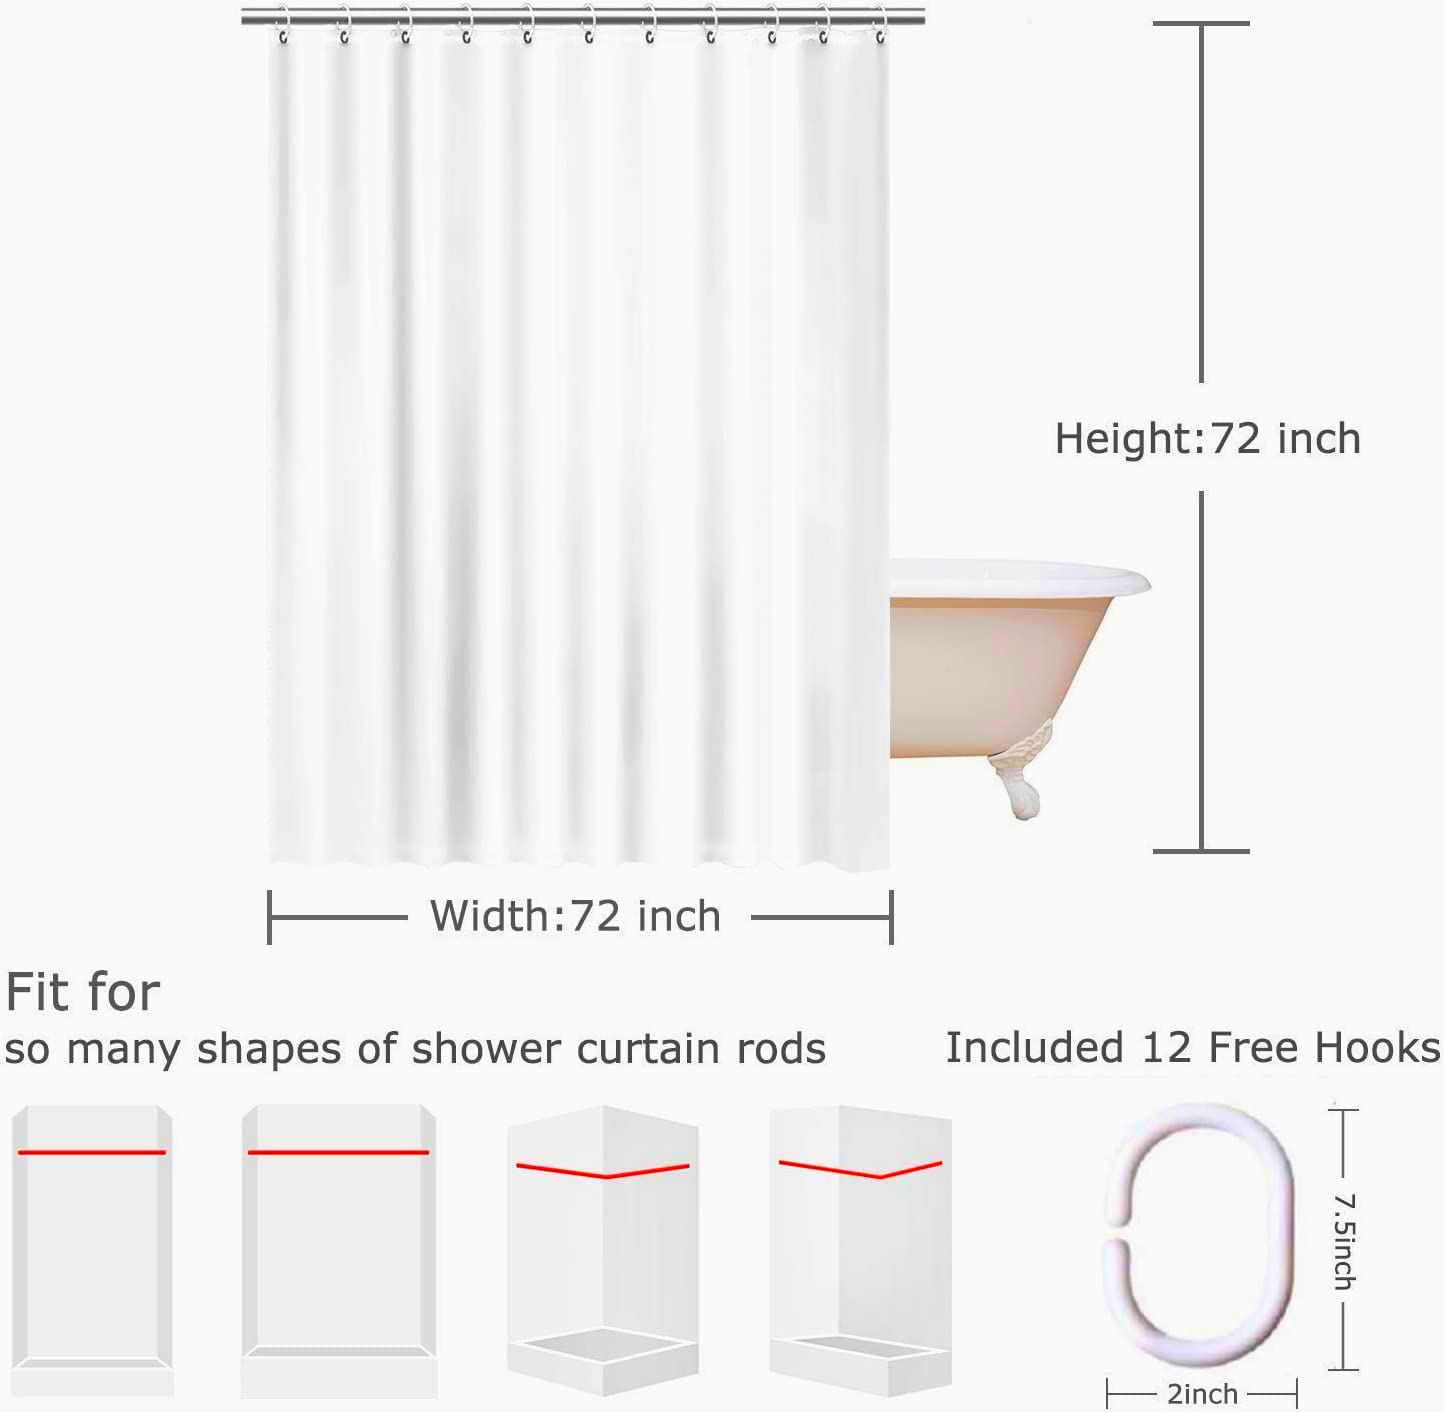 Height:72 inch
Width:72 inch
Fit for
so many shapes of shower curtain rods
Included 12 Free Hooks
7.5inch
2inch